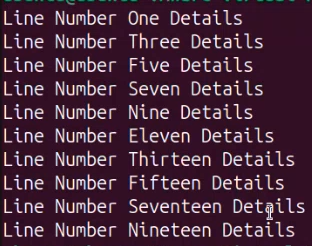 Line Number One Details
Line Number Three Details
Line Number Five Details
Line Number Seven Details
Line Number Nine Details
Line Number Eleven Details
Line Number Thirteen Details
Line Number Fifteen Details
Line Number Seventeen Details
Line Number Nineteen Details